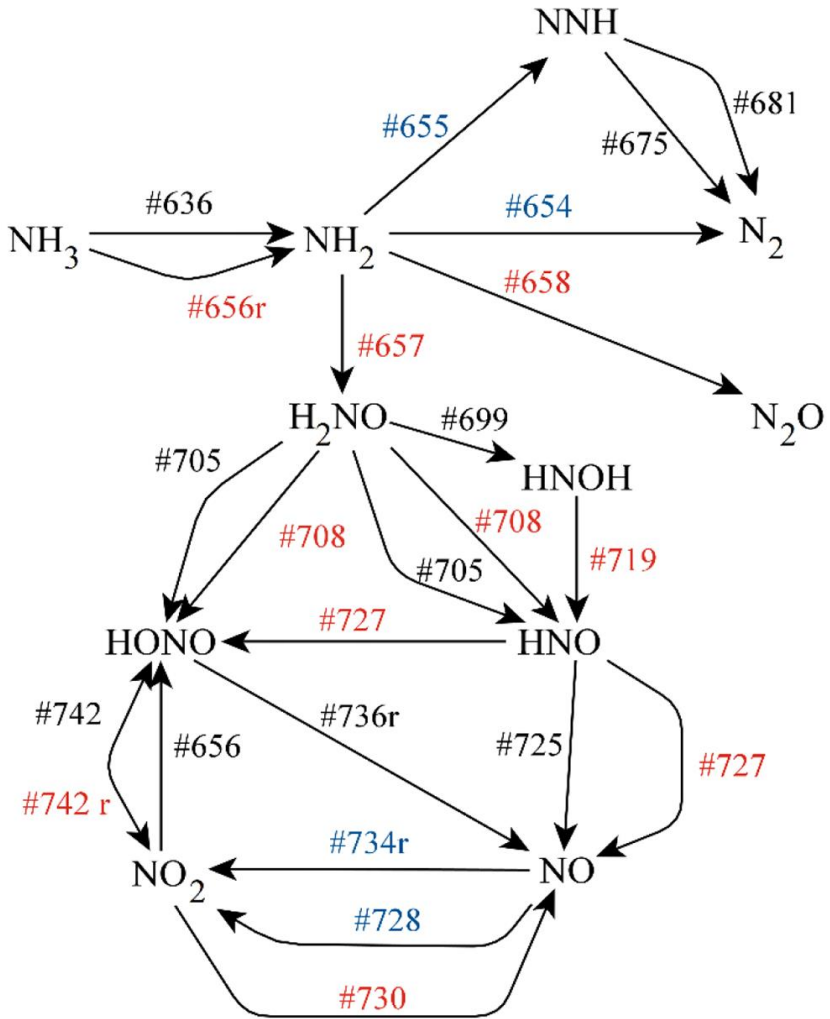 NNH
#681
#655
#675
#636
#654
NH3
NH2
N2
#658
#656r
#657
H2NO
#699
N2O
#705
HNOH
#708
#708
#719
#705
#727
HONO
HNO
#742
#736r
#656
#725
#727
#742 r
#734r
NO2
NO
#728
#730